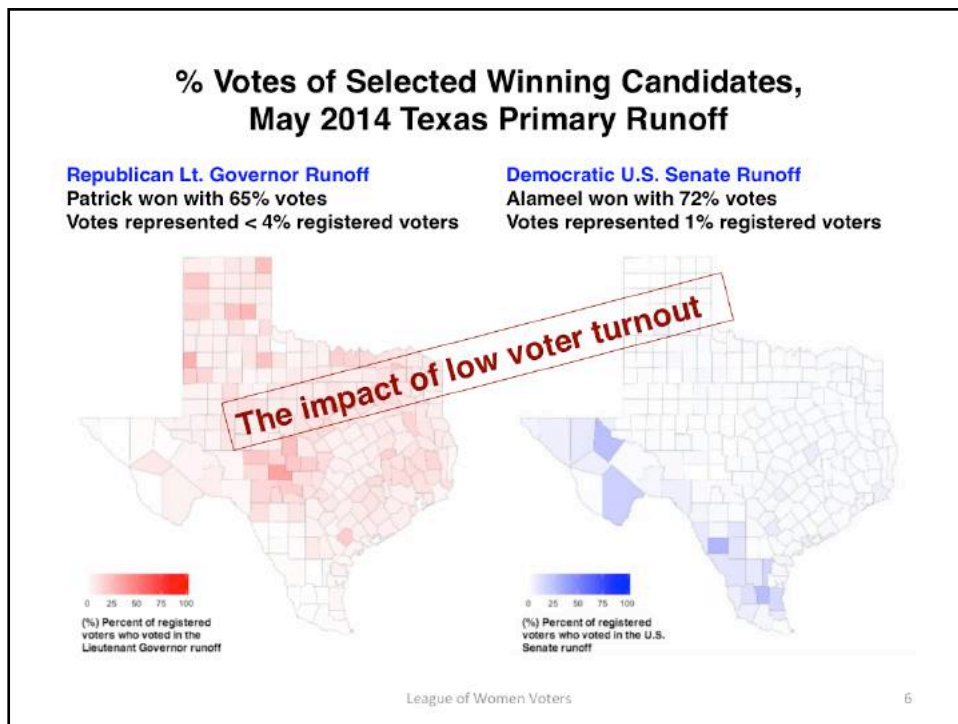 % Votes of Selected Winning Candidates,
May 2014 Texas Primary Runoff
Republican Lt. Governor Runoff
Patrick won with 65% votes
Votes represented < 4% registered voters
Democratic U.S. Senate Runoff
Alameel won with 72% votes
Votes represented 1% registered voters
The impact of low voter turnout
0 25 50 75 100
(%) Percent of registered
voters who voted in the
Lieutenant Governor runoff
0 25 50 75 100
(%) Percent of registered
voters who voted in the U.S.
Senate runoff
League of Women Voters
6